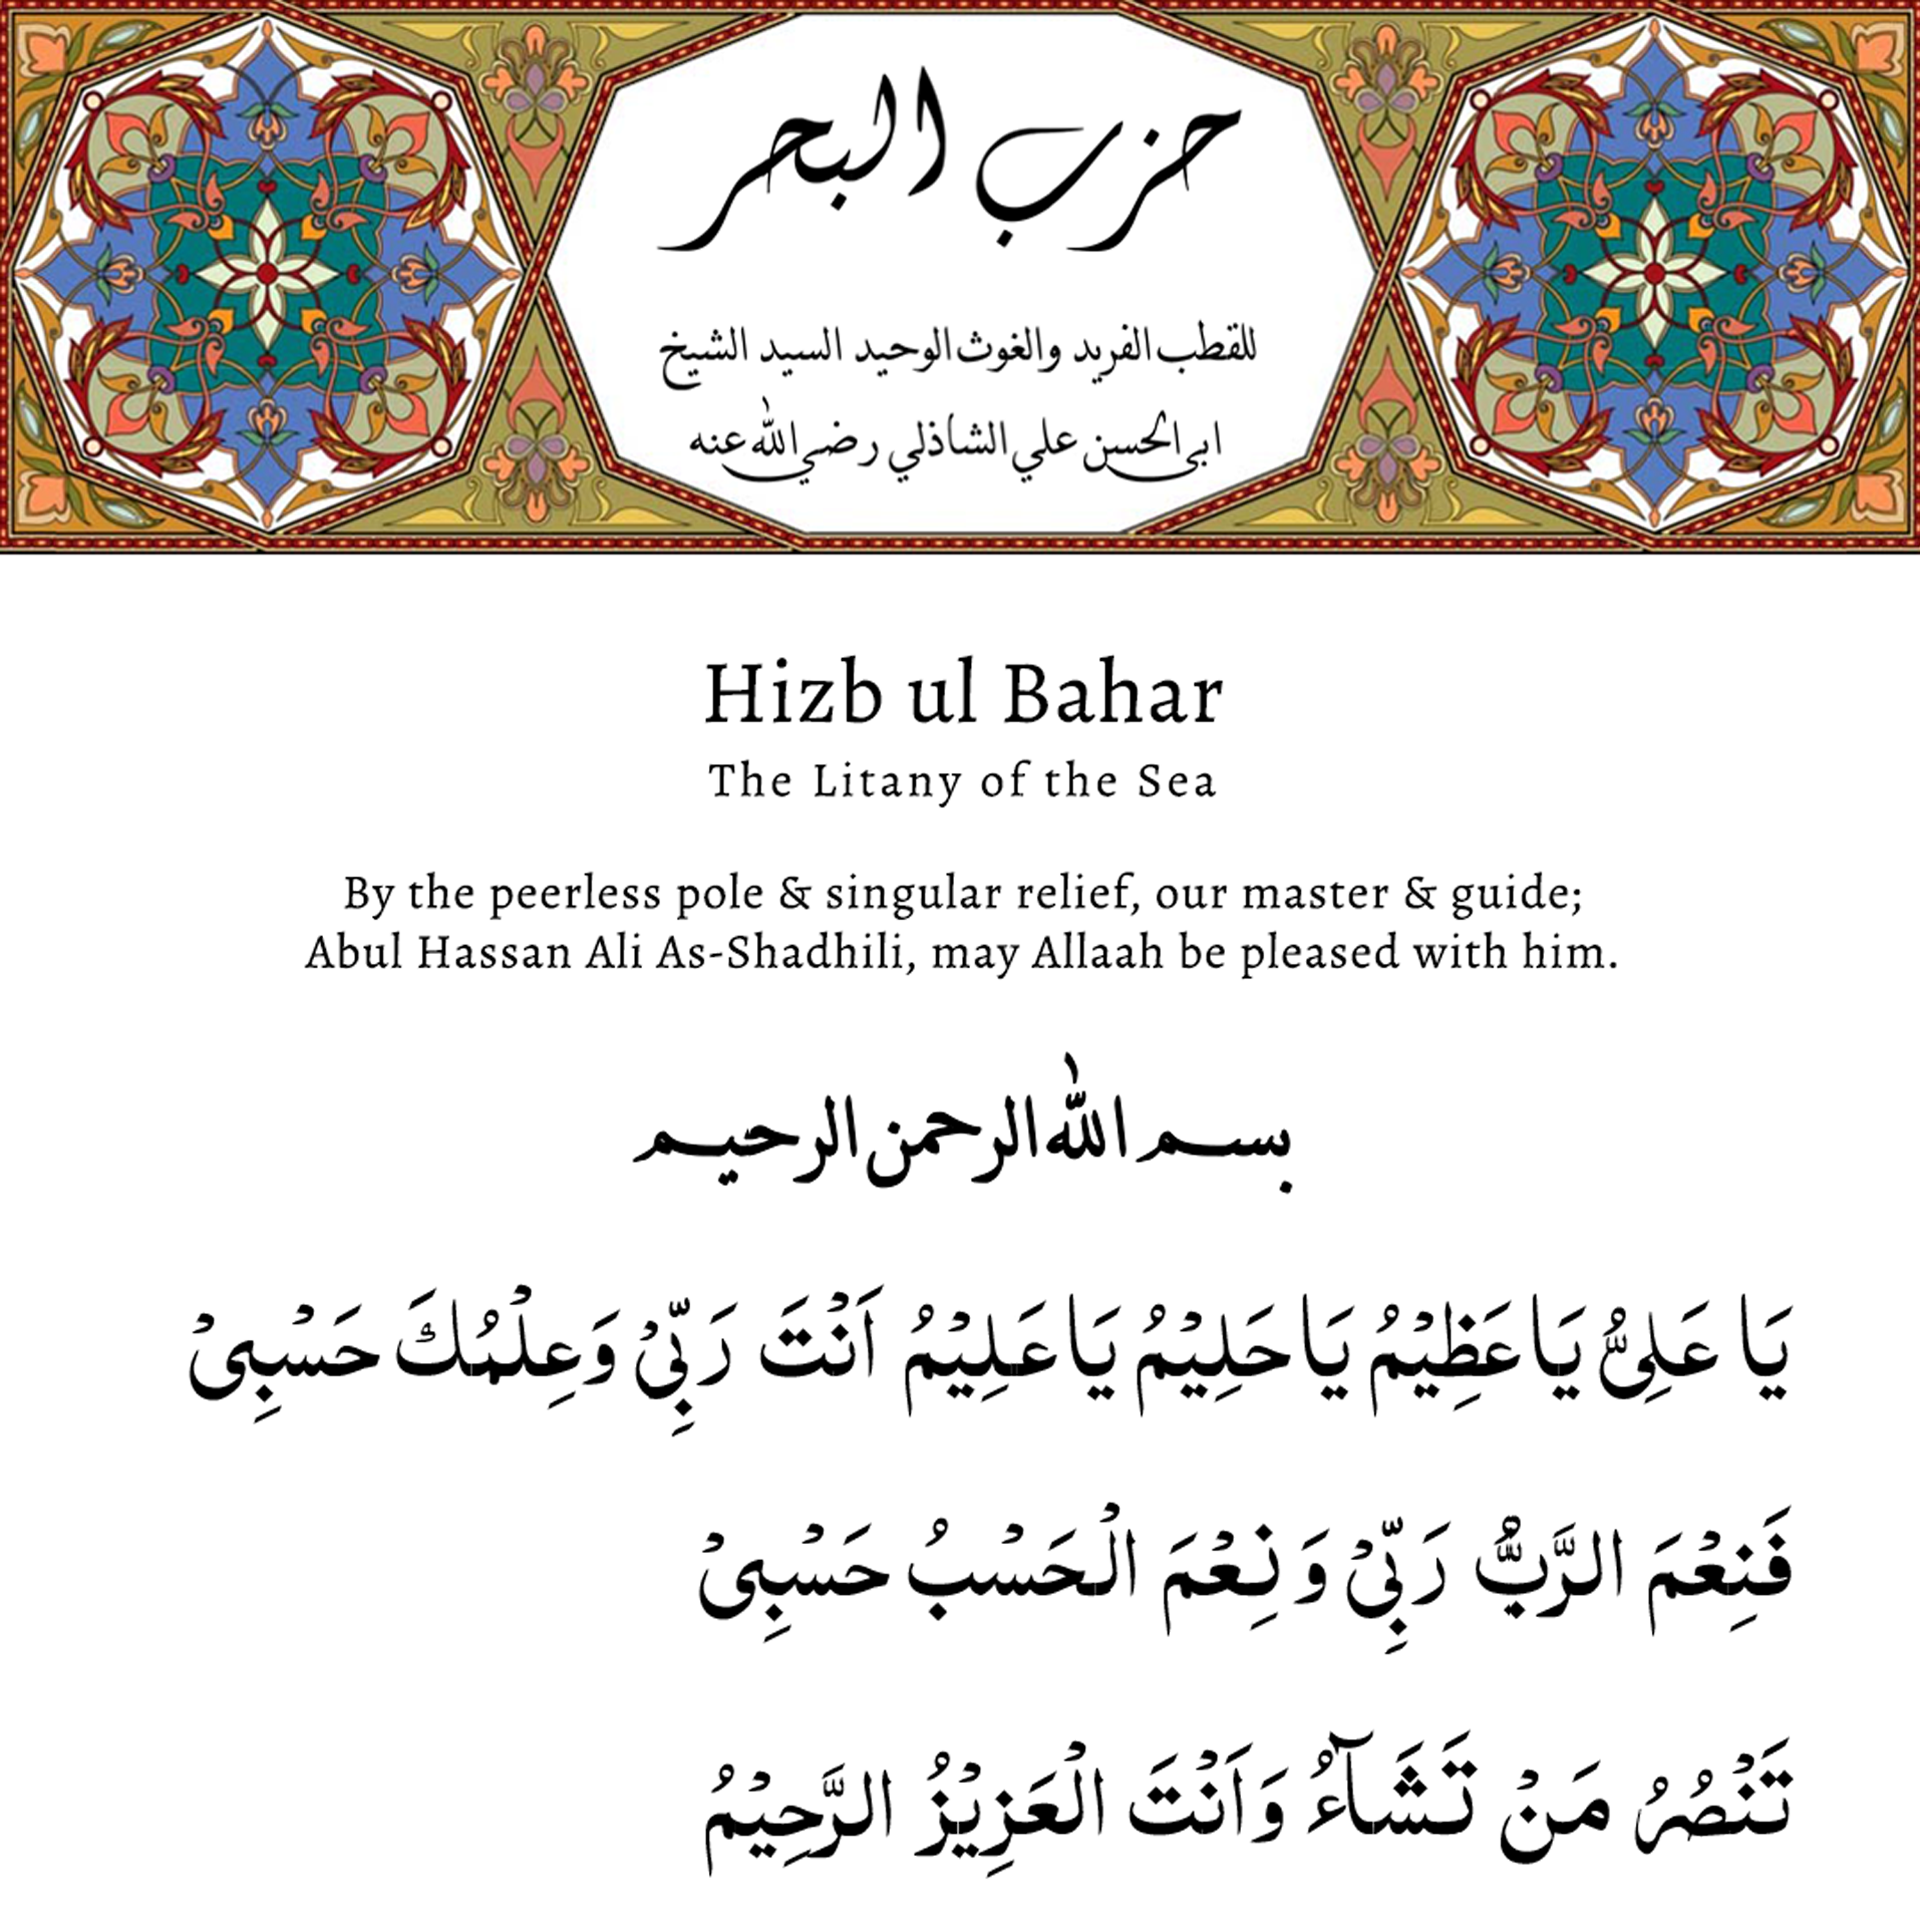 حزب البحر
للقطب الفريد والغوث الوحيد السيد الشيخ
ابي الحسن علي الشاذلي رضي الله عنه
Hizb ul Bahar
The Litany of the Sea
By the peerless pole & singular relief, our master & guide;
Abul Hassan Ali As-Shadhili, may Allaah be pleased with him.
بسم الله الرحمن الرحيم
يَا عَلِىُّ يَا عَظِيْمُ يَا حَلِيْمُ يَا عَلِيْمُ اَنْتَ رَبِّىْ وَعِلْمُكَ حَسْبِىْ
فَنِعْمَ الرَّبُّ رَبِّىْ وَنِعْمَ الْحَسْبُ حَسْبِىْ
تَنْصُرُ مَنْ تَشَآءُ وَاَنْتَ الْعَزِيْزُ الرَّحِيْمُ